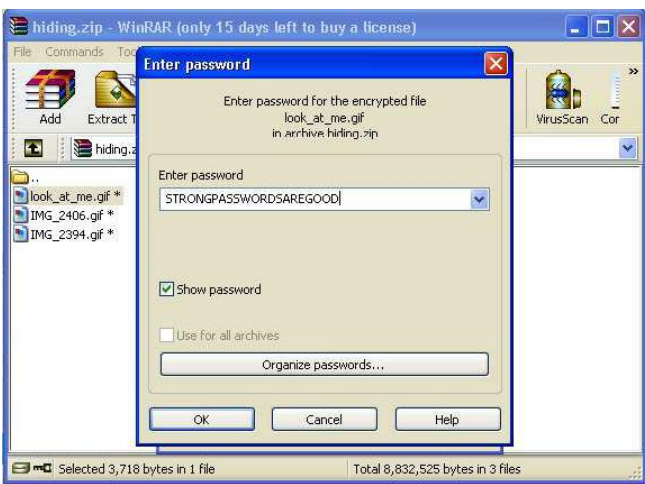 hiding.zip - WinRAR (only 15 days left to buy a license)
File Commands Too
Enter password
Enter password for the encrypted file
look_at_me.gif
in archive hiding.zip
Add Extract T
VirusScan Cor
»
hiding.z
Enter password
STRONGPASSWORDSAREGOOD
..
look_at_me.gif *
IMG_2406.gif *
IMG_2394.gif *
Show password
Use for all archives
Organize passwords...
OK Cancel Help
Selected 3,718 bytes in 1 file
Total 8,832,525 bytes in 3 files